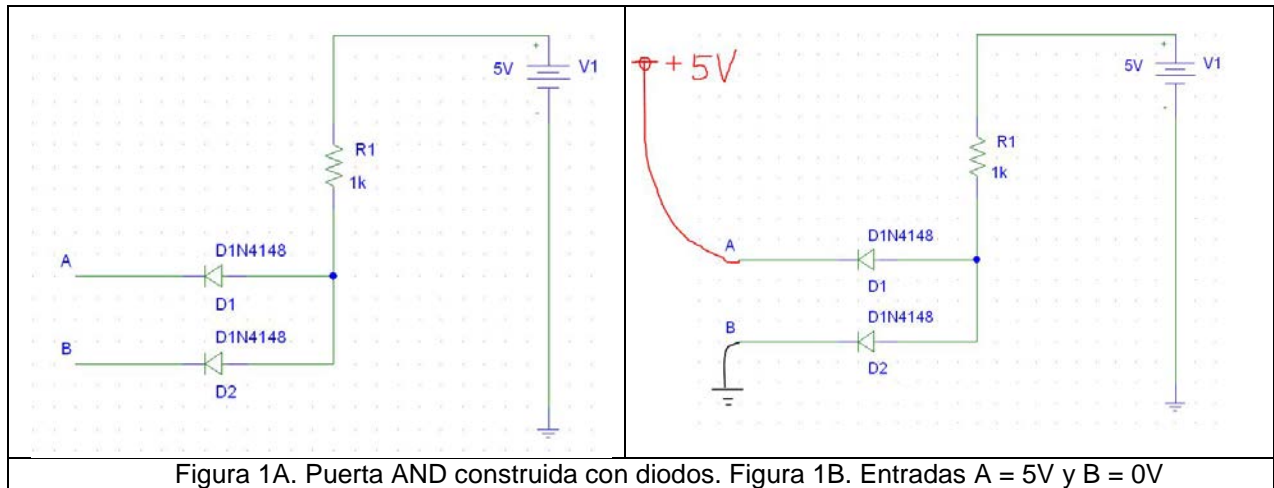 5V
V1
R1
1k
D1N4148
A
D1
D1N4148
B
D2
+5V
5V
V1
R1
1k
D1N4148
A
D1
D1N4148
B
D2
Figura 1A. Puerta AND construida con diodos. Figura 1B. Entradas A = 5V y B = 0V